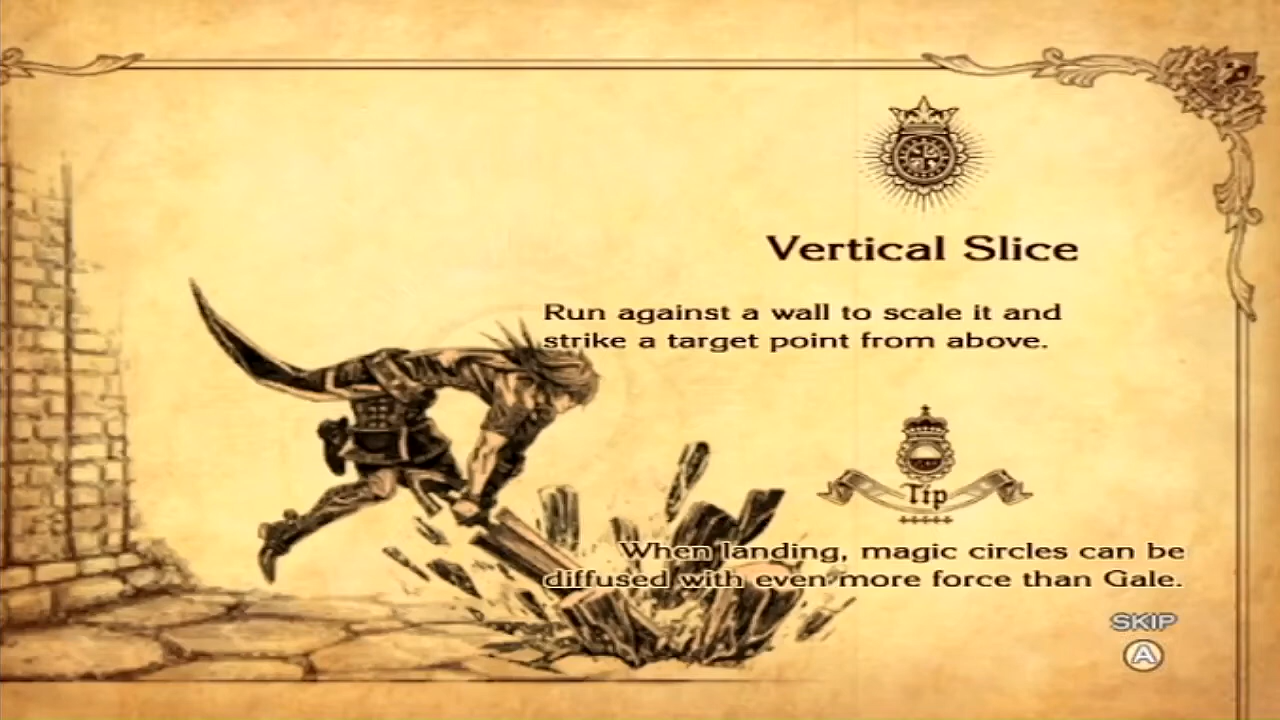 Vertical Slice
Run against a wall to scale it and
strike a target point from above.
Tip
When landing, magic circles can be
diffused with even more force than Gale.
SKIP
A